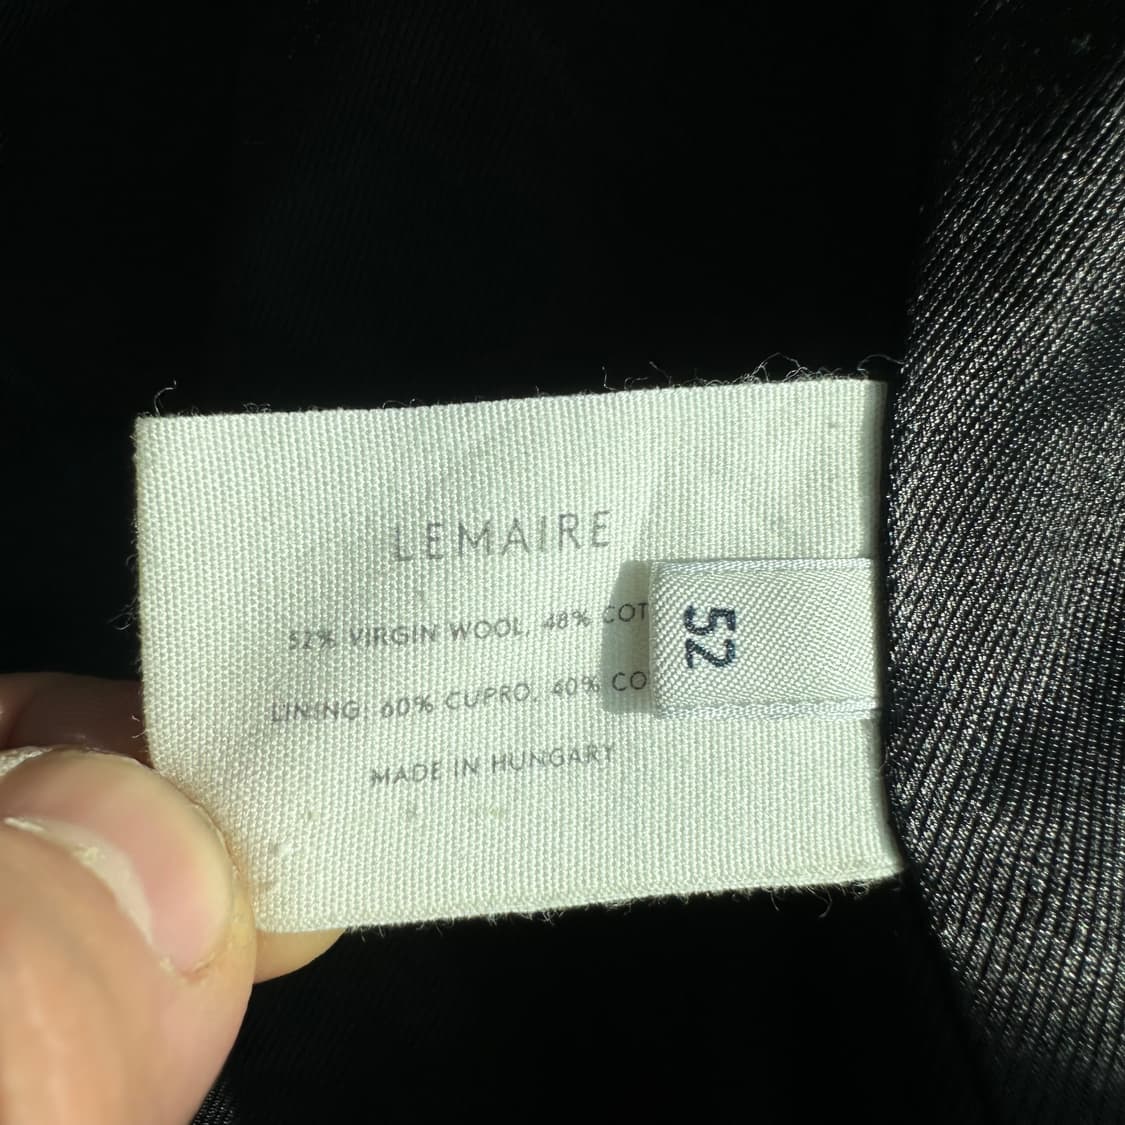 LEMAIRE
52% VIRGIN WOOL, 48% COT
LINING: 60% CUPRO, 40% CO
MADE IN HUNGARY
52